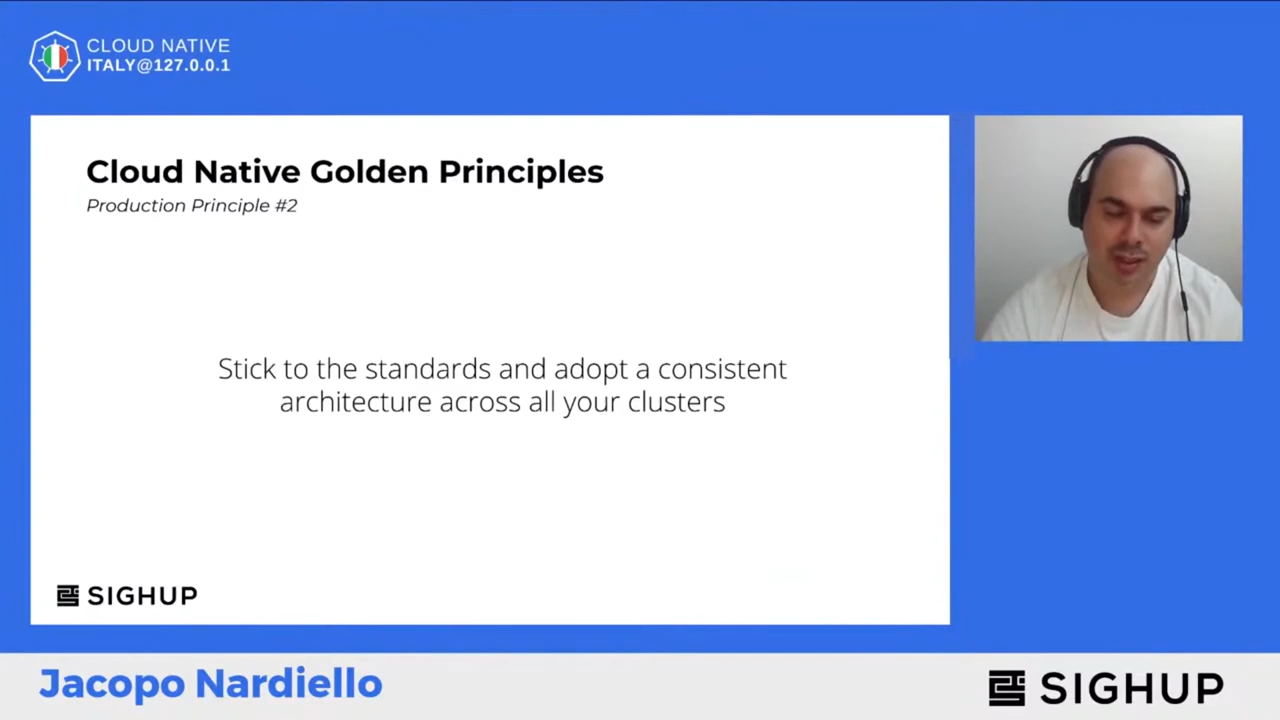 CLOUD NATIVE
ITALY@127.0.0.1
Cloud Native Golden Principles
Production Principle #2
Stick to the standards and adopt a consistent
architecture across all your clusters
SIGHUP
Jacopo Nardiello
SIGHUP